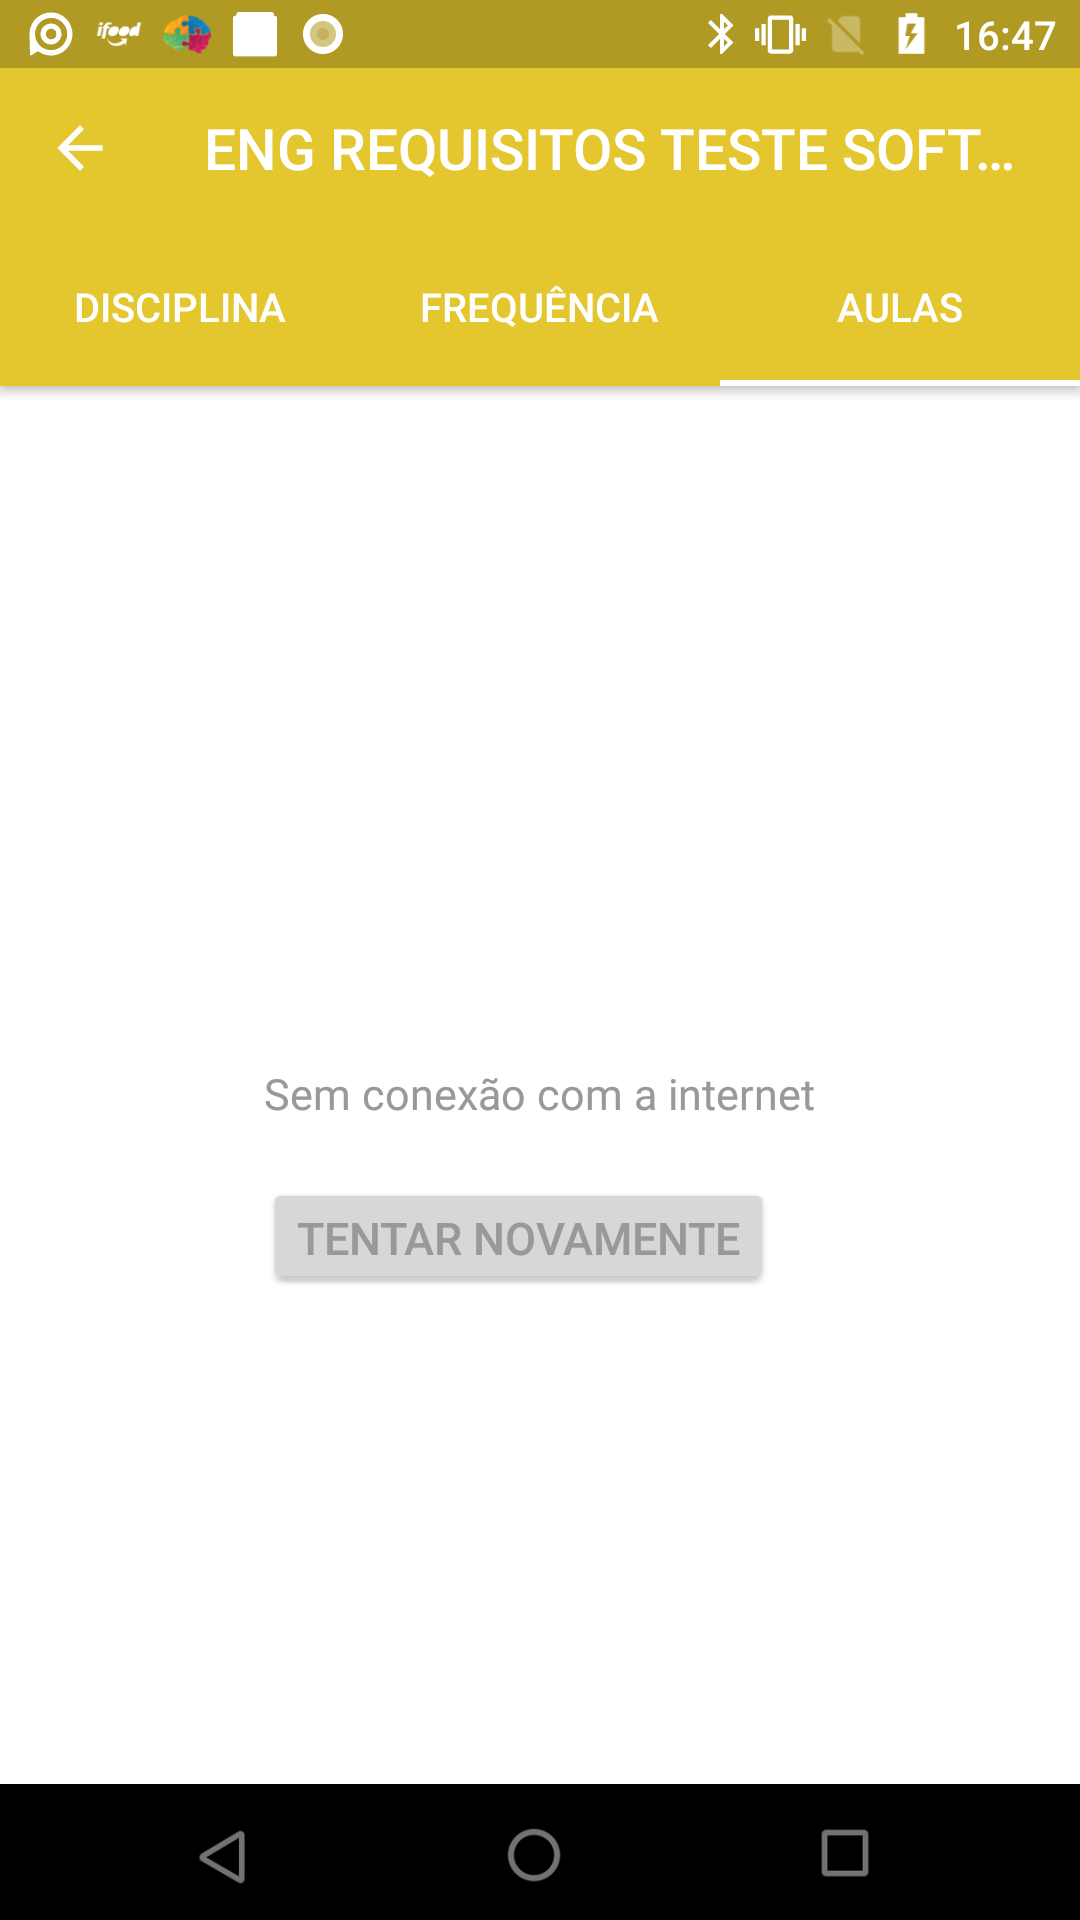 ifood
16:47
ENG REQUISITOS TESTE SOFT...
DISCIPLINA
FREQUÊNCIA
AULAS
Sem conexão com a internet
TENTAR NOVAMENTE